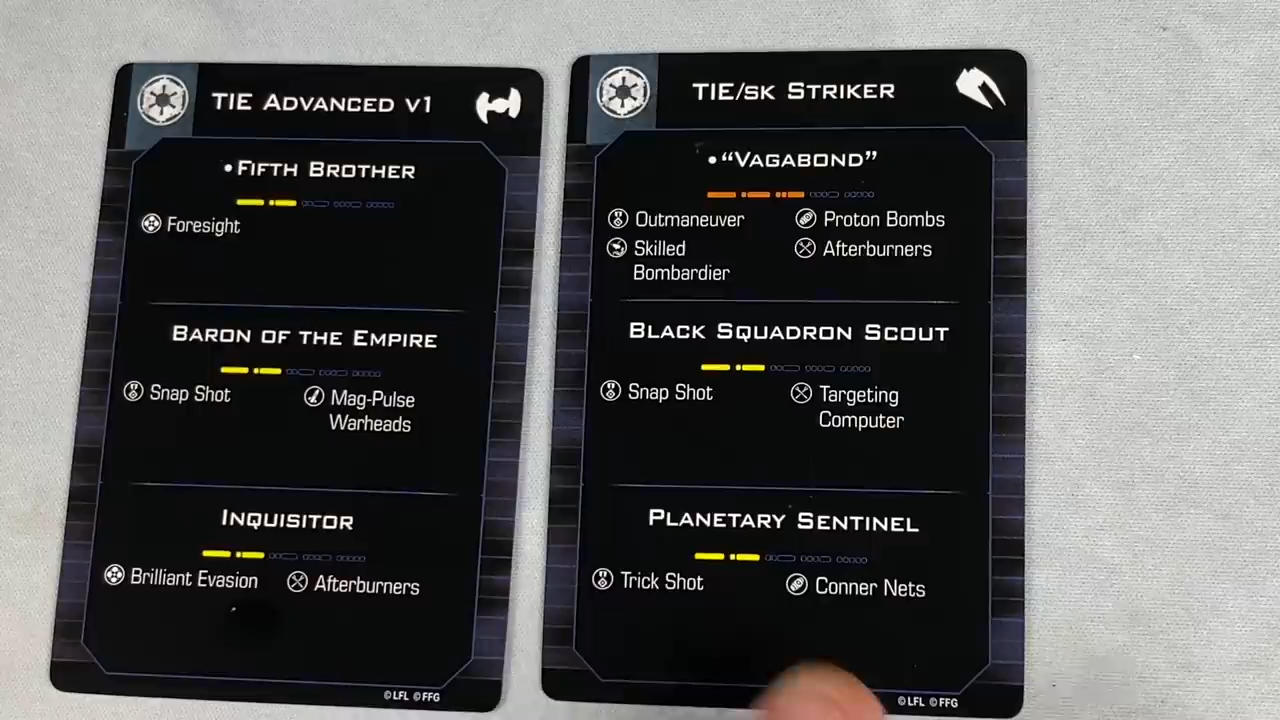 TIE Advanced v1
•Fifth Brother
Foresight
Baron of the Empire
Snap Shot
Mag-Pulse
Warheads
Inquisitor
Brilliant Evasion
Afterburners
© LFL © FFG
TIE/sk Striker
•“Vagabond”
Outmaneuver
Proton Bombs
Skilled
Bombardier
Afterburners
Black Squadron Scout
Snap Shot
Targeting
Computer
Planetary Sentinel
Trick Shot
Conner Nets
© LFL © FFG